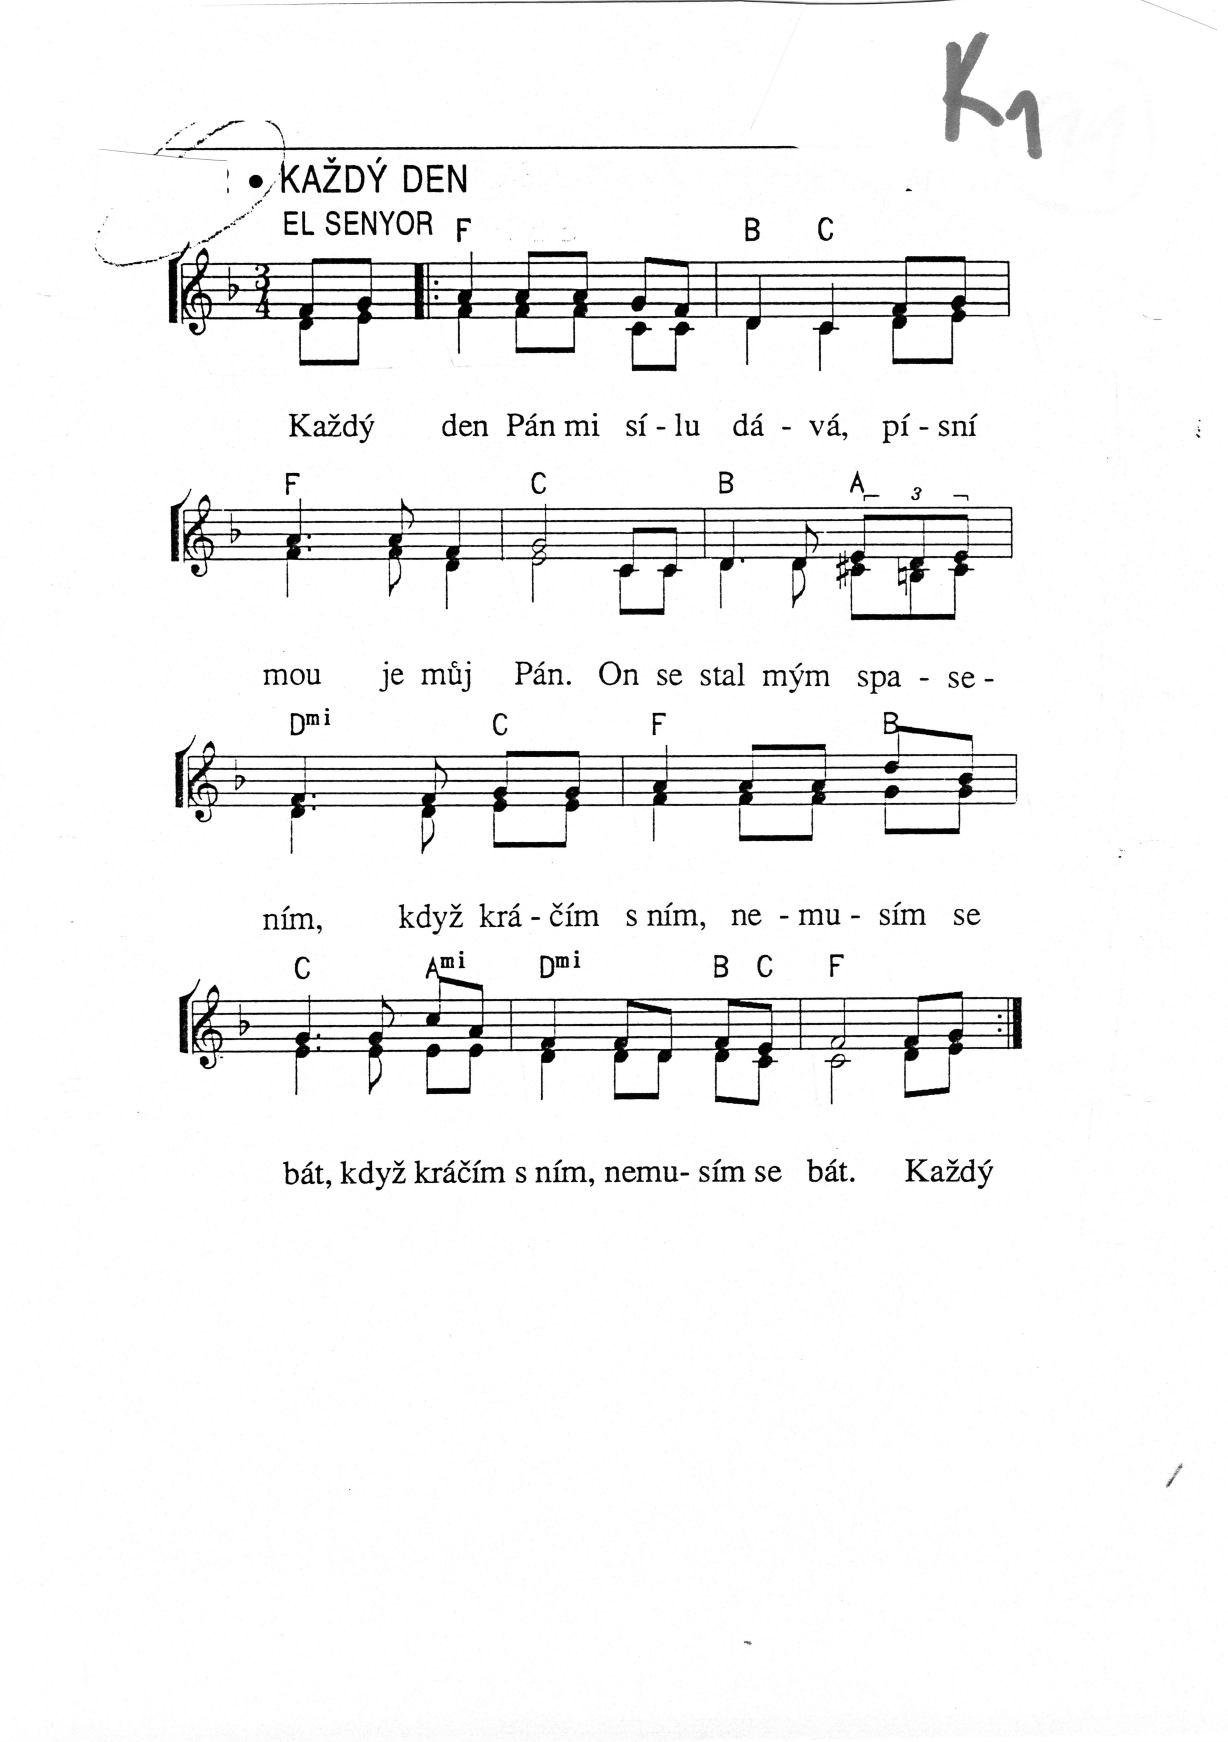 K1
• KAŽDÝ DEN
EL SENYOR
F B C
3
4
Každý den Pán mi sí - lu dá - vá, pí - sní
F C B A
3
mou je můj Pán. On se stal mým spa - se -
Dmi C F B
ním, když krá - čím s ním, ne - mu - sím se
C Ami Dmi B C F
bát, když kráčím s ním, nemu- sím se bát. Každý